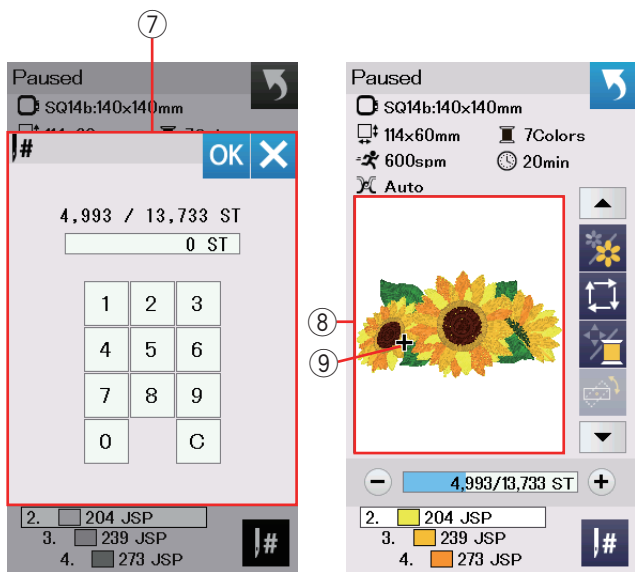 ⑦
Paused
SQ14b:140x140mm
#
OK
4,993 / 13,733 ST
0 ST
1 2 3
4 5 6
7 8 9
0 C
2. 204 JSP
3. 239 JSP
4. 273 JSP
#
Paused
SQ14b:140x140mm
114x60mm 7Colors
600spm 20min
Auto
⑧
⑨
4,993/13,733 ST
2. 204 JSP
3. 239 JSP
4. 273 JSP
#